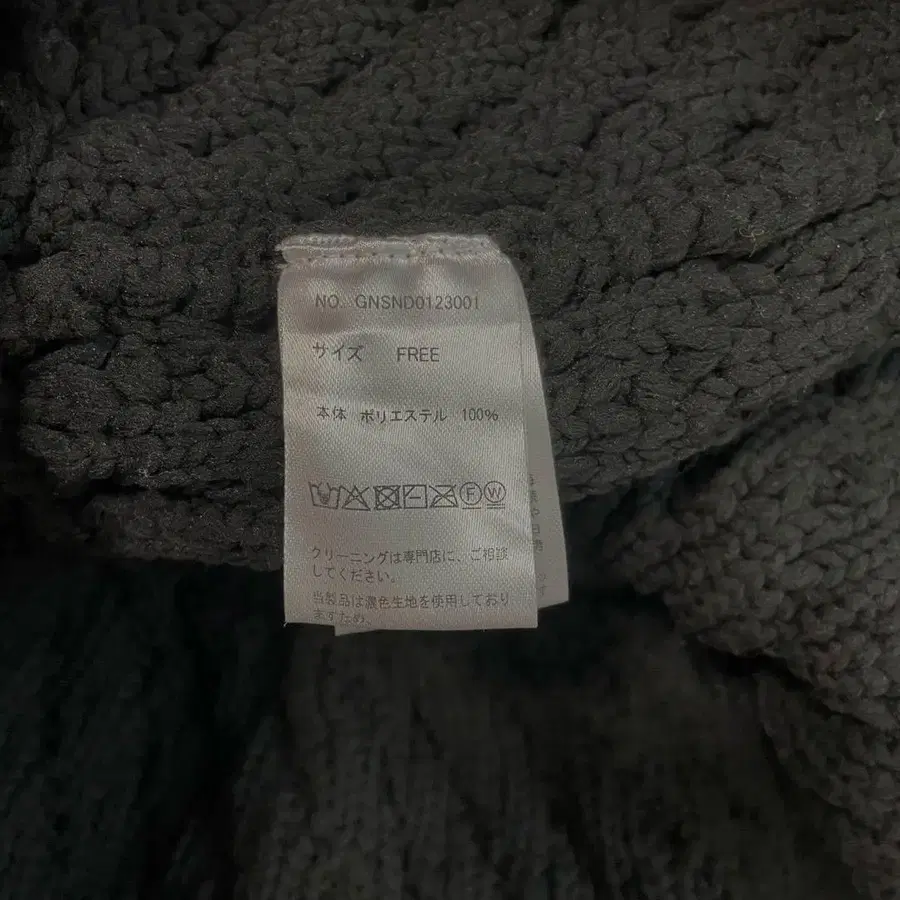 NO. GNSND0123001
サイズ FREE
本体 ポリエステル 100%
F W
クリーニングは専門店に、ご相談
してください。
当製品は濃色生地を使用しており
ますため、